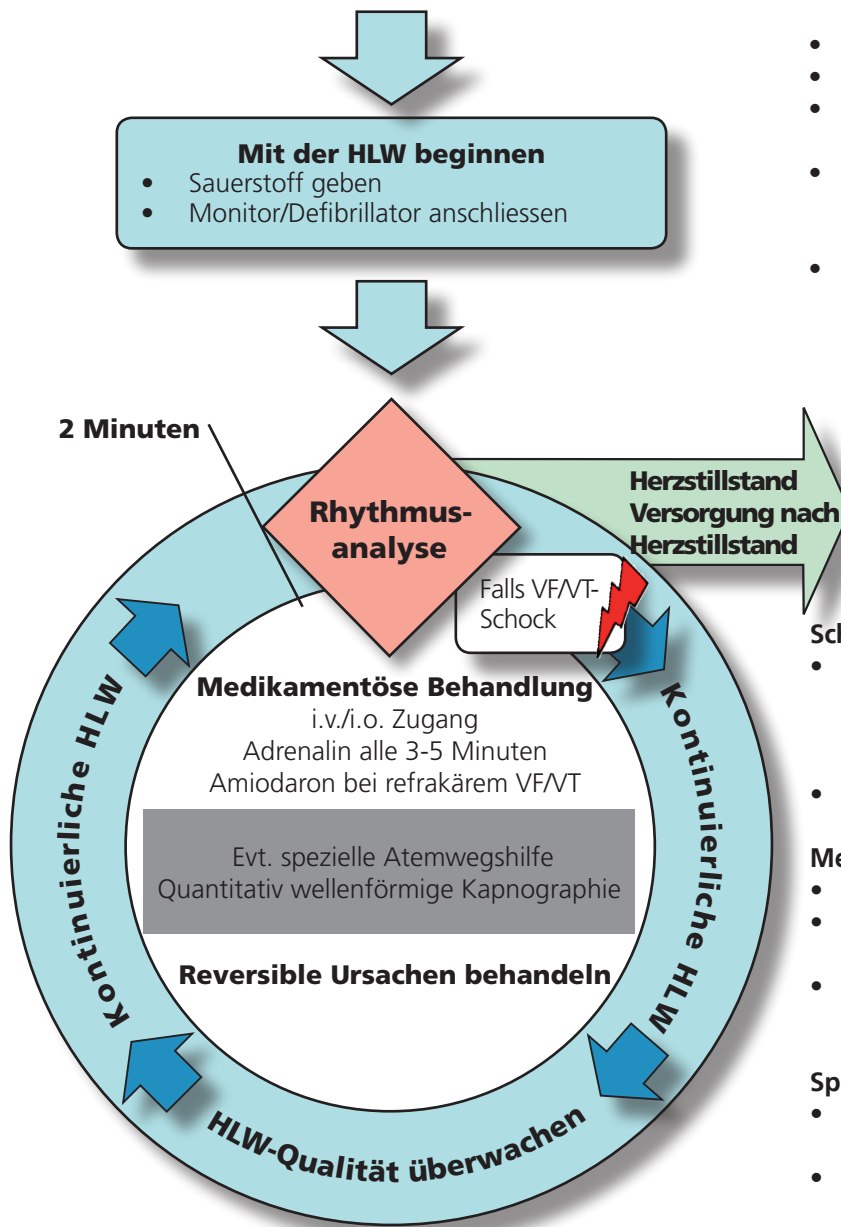 Mit der HLW beginnen
• Sauerstoff geben
• Monitor/Defibrillator anschliessen
2 Minuten
Rhythmus-
analyse
Herzstillstand
Versorgung nach
Herzstillstand
Falls VF/VT-
Schock
Medikamentöse Behandlung
i.v./i.o. Zugang
Adrenalin alle 3-5 Minuten
Amiodaron bei refrakärem VF/VT
Evt. spezielle Atemwegshilfe
Quantitativ wellenförmige Kapnographie
Reversible Ursachen behandeln
Kontinuierliche HLW
HLW-Qualität überwachen
Kontinuierliche HLW